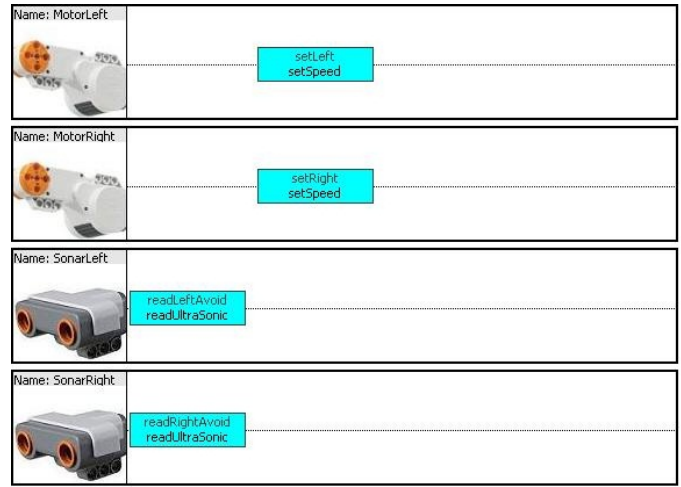 Name: MotorLeft
setLeft
setSpeed
Name: MotorRight
setRight
setSpeed
Name: SonarLeft
readLeftAvoid
readUltraSonic
Name: SonarRight
readRightAvoid
readUltraSonic